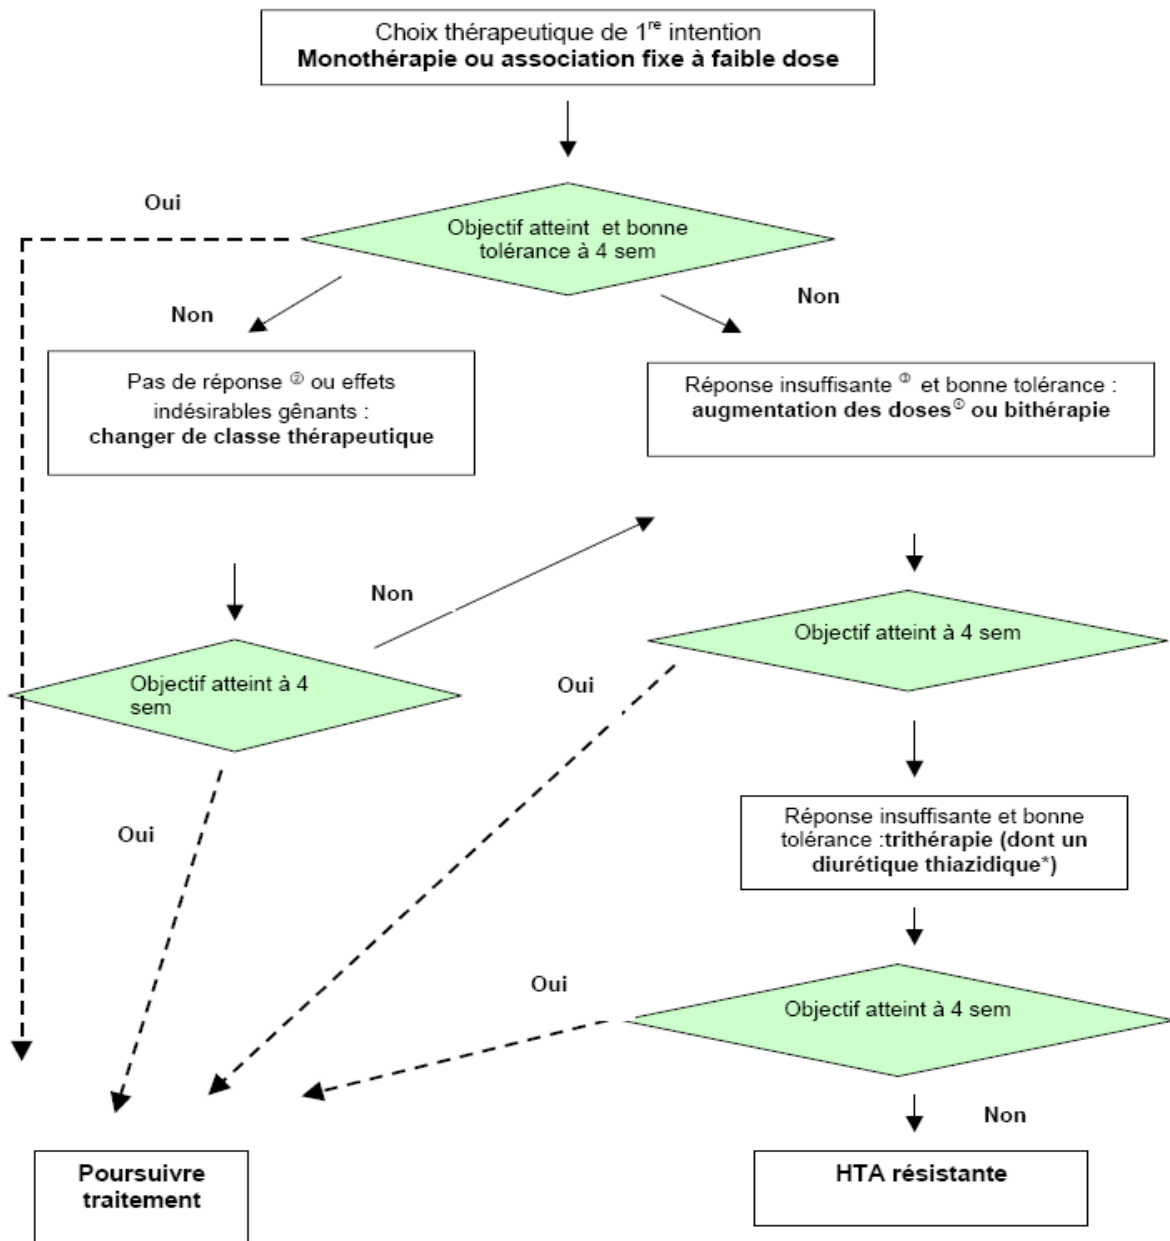 Choix thérapeutique de 1re intention
Monothérapie ou association fixe à faible dose
Oui
Objectif atteint et bonne
tolérance à 4 sem
Non
Non
Pas de réponse ② ou effets
indésirables gênants :
changer de classe thérapeutique
Réponse insuffisante ③ et bonne tolérance :
augmentation des doses ou bithérapie
Non
Objectif atteint à 4 sem
Objectif atteint à 4
sem
Oui
Oui
Réponse insuffisante et bonne
tolérance :trithérapie (dont un
diurétique thiazidique*)
Oui
Objectif atteint à 4 sem
Non
Poursuivre
traitement
HTA résistante